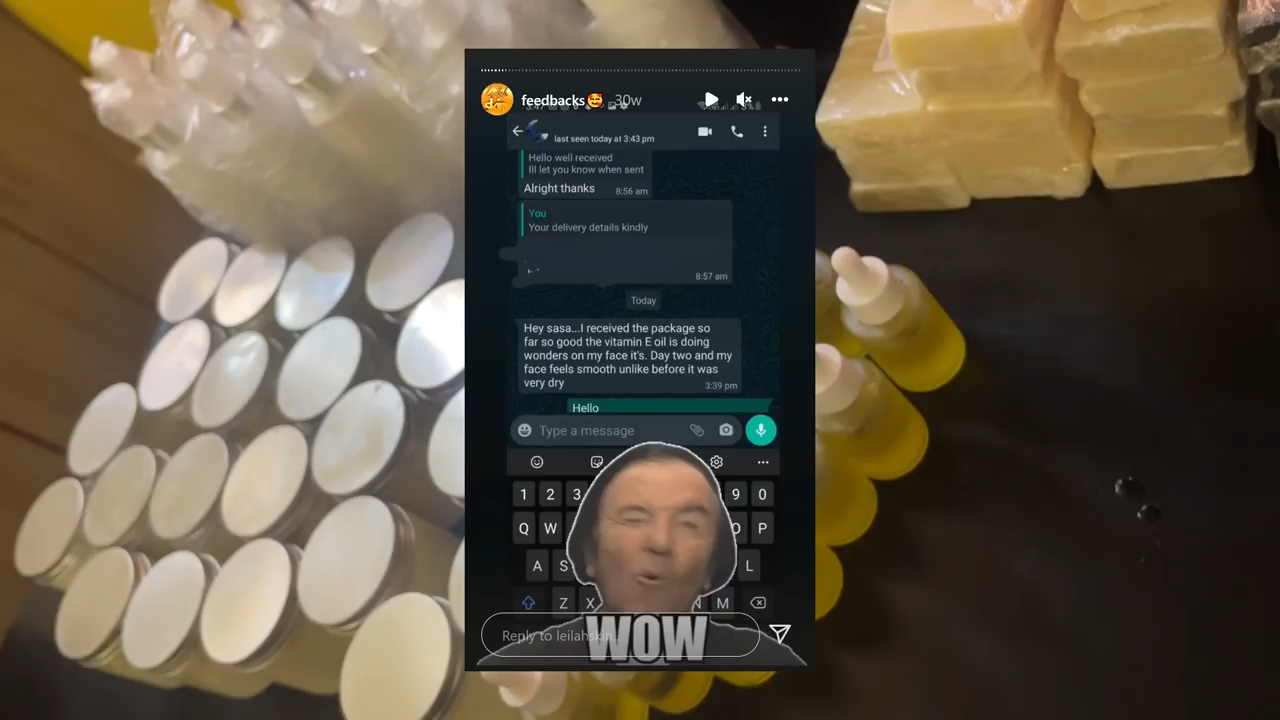 feedbacks🥰 30w
last seen today at 3:43 pm
Hello well received
Ill let you know when sent
Alright thanks 8:56 am
You
Your delivery details kindly
8:57 am
Today
Hey sasa...I received the package so
far so good the vitamin E oil is doing
wonders on my face it's. Day two and my
face feels smooth unlike before it was
very dry 3:39 pm
Hello
Type a message
1 2 3 9 0
Q W O P
A S L
Z X N M
Reply to leilahskin
WOW